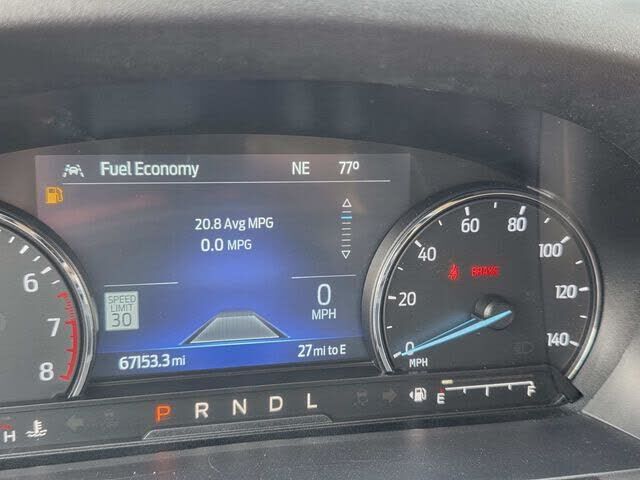 Fuel Economy NE 77°
20.8 Avg MPG
0.0 MPG
SPEED
LIMIT
30
0
MPH
67153.3 mi 27 mi to E
6
7
8
0
20
40
60
80
100
120
140
MPH
BRAKE
H
P R N D L
E F